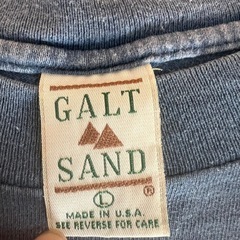 GALT
SAND
®
L
MADE IN U.S.A.
SEE REVERSE FOR CARE